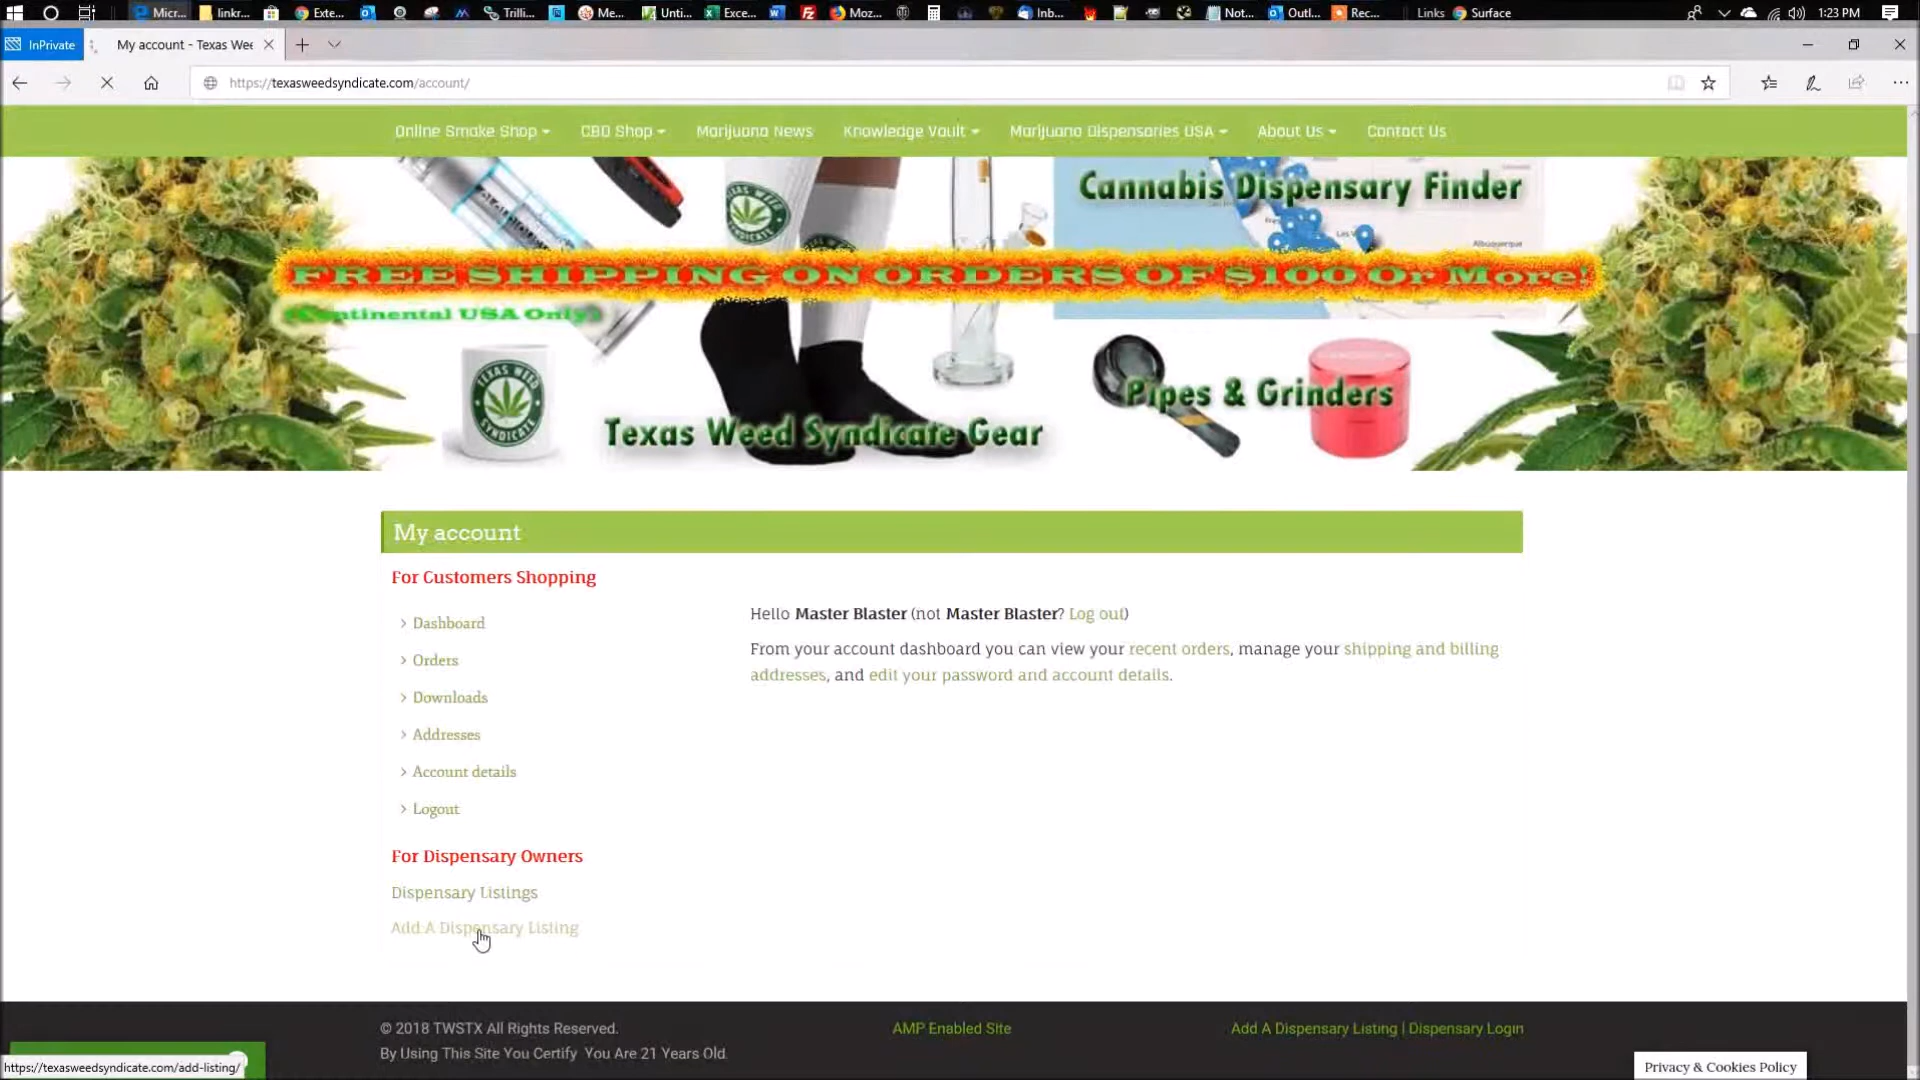 Micr...
linkr...
Exte...
Trilli...
Me...
Unti...
Exce...
Moz...
Inb...
Not...
Outl...
Rec...
Links
Surface
1:23 PM
InPrivate
My account - Texas Wee
https://texasweedsyndicate.com/account/
Online Smoke Shop
CBD Shop
Marijuana News
Knowledge Vault
Marijuana Dispensaries USA
About Us
Contact Us
Cannabis Dispensary Finder
Albuquerque
FREE SHIPPING ON ORDERS OF $100 Or More!
(Continental USA Only)
TEXAS WEED SYNDICATE
Pipes & Grinders
Texas Weed Syndicate Gear
My account
For Customers Shopping
Dashboard
Orders
Downloads
Addresses
Account details
Logout
Hello Master Blaster (not Master Blaster? Log out)
From your account dashboard you can view your recent orders, manage your shipping and billing
addresses, and edit your password and account details.
For Dispensary Owners
Dispensary Listings
Add A Dispensary Listing
© 2018 TWSTX All Rights Reserved.
By Using This Site You Certify You Are 21 Years Old
AMP Enabled Site
Add A Dispensary Listing | Dispensary Login
https://texasweedsyndicate.com/add-listing/
Privacy & Cookies Policy